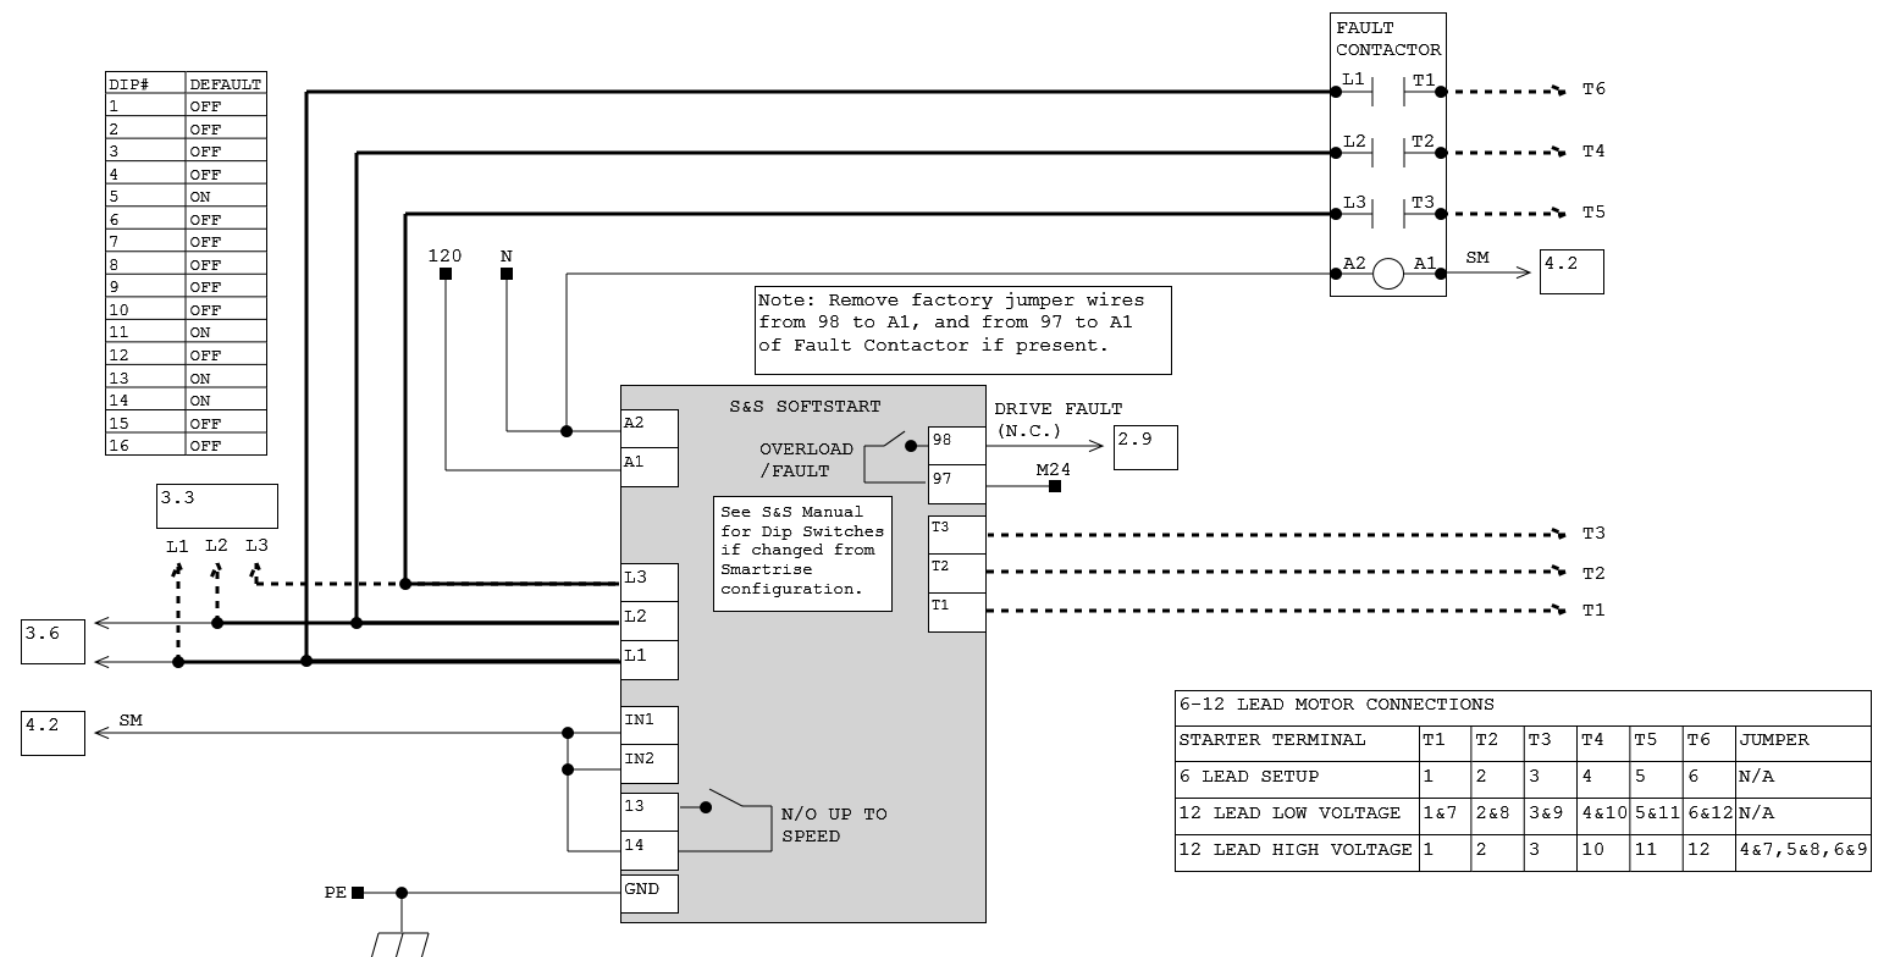 FAULT
CONTACTOR
L1 T1
T6
L2 T2
T4
L3 T3
T5
A2 A1
SM
4.2
DIP# DEFAULT
1 OFF
2 OFF
3 OFF
4 OFF
5 ON
6 OFF
7 OFF
8 OFF
9 OFF
10 OFF
11 ON
12 OFF
13 ON
14 ON
15 OFF
16 OFF
120 N
Note: Remove factory jumper wires
from 98 to A1, and from 97 to A1
of Fault Contactor if present.
S&S SOFTSTART
A2
A1
OVERLOAD
/FAULT
98
97
DRIVE FAULT
(N.C.)
2.9
M24
See S&S Manual
for Dip Switches
if changed from
Smartrise
configuration.
T3
T2
T1
T3
T2
T1
3.3
L1 L2 L3
L3
L2
L1
3.6
4.2
SM
IN1
IN2
13
14
N/O UP TO
SPEED
PE
GND
6-12 LEAD MOTOR CONNECTIONS
STARTER TERMINAL T1 T2 T3 T4 T5 T6 JUMPER
6 LEAD SETUP 1 2 3 4 5 6 N/A
12 LEAD LOW VOLTAGE 1&7 2&8 3&9 4&10 5&11 6&12 N/A
12 LEAD HIGH VOLTAGE 1 2 3 10 11 12 4&7,5&8,6&9